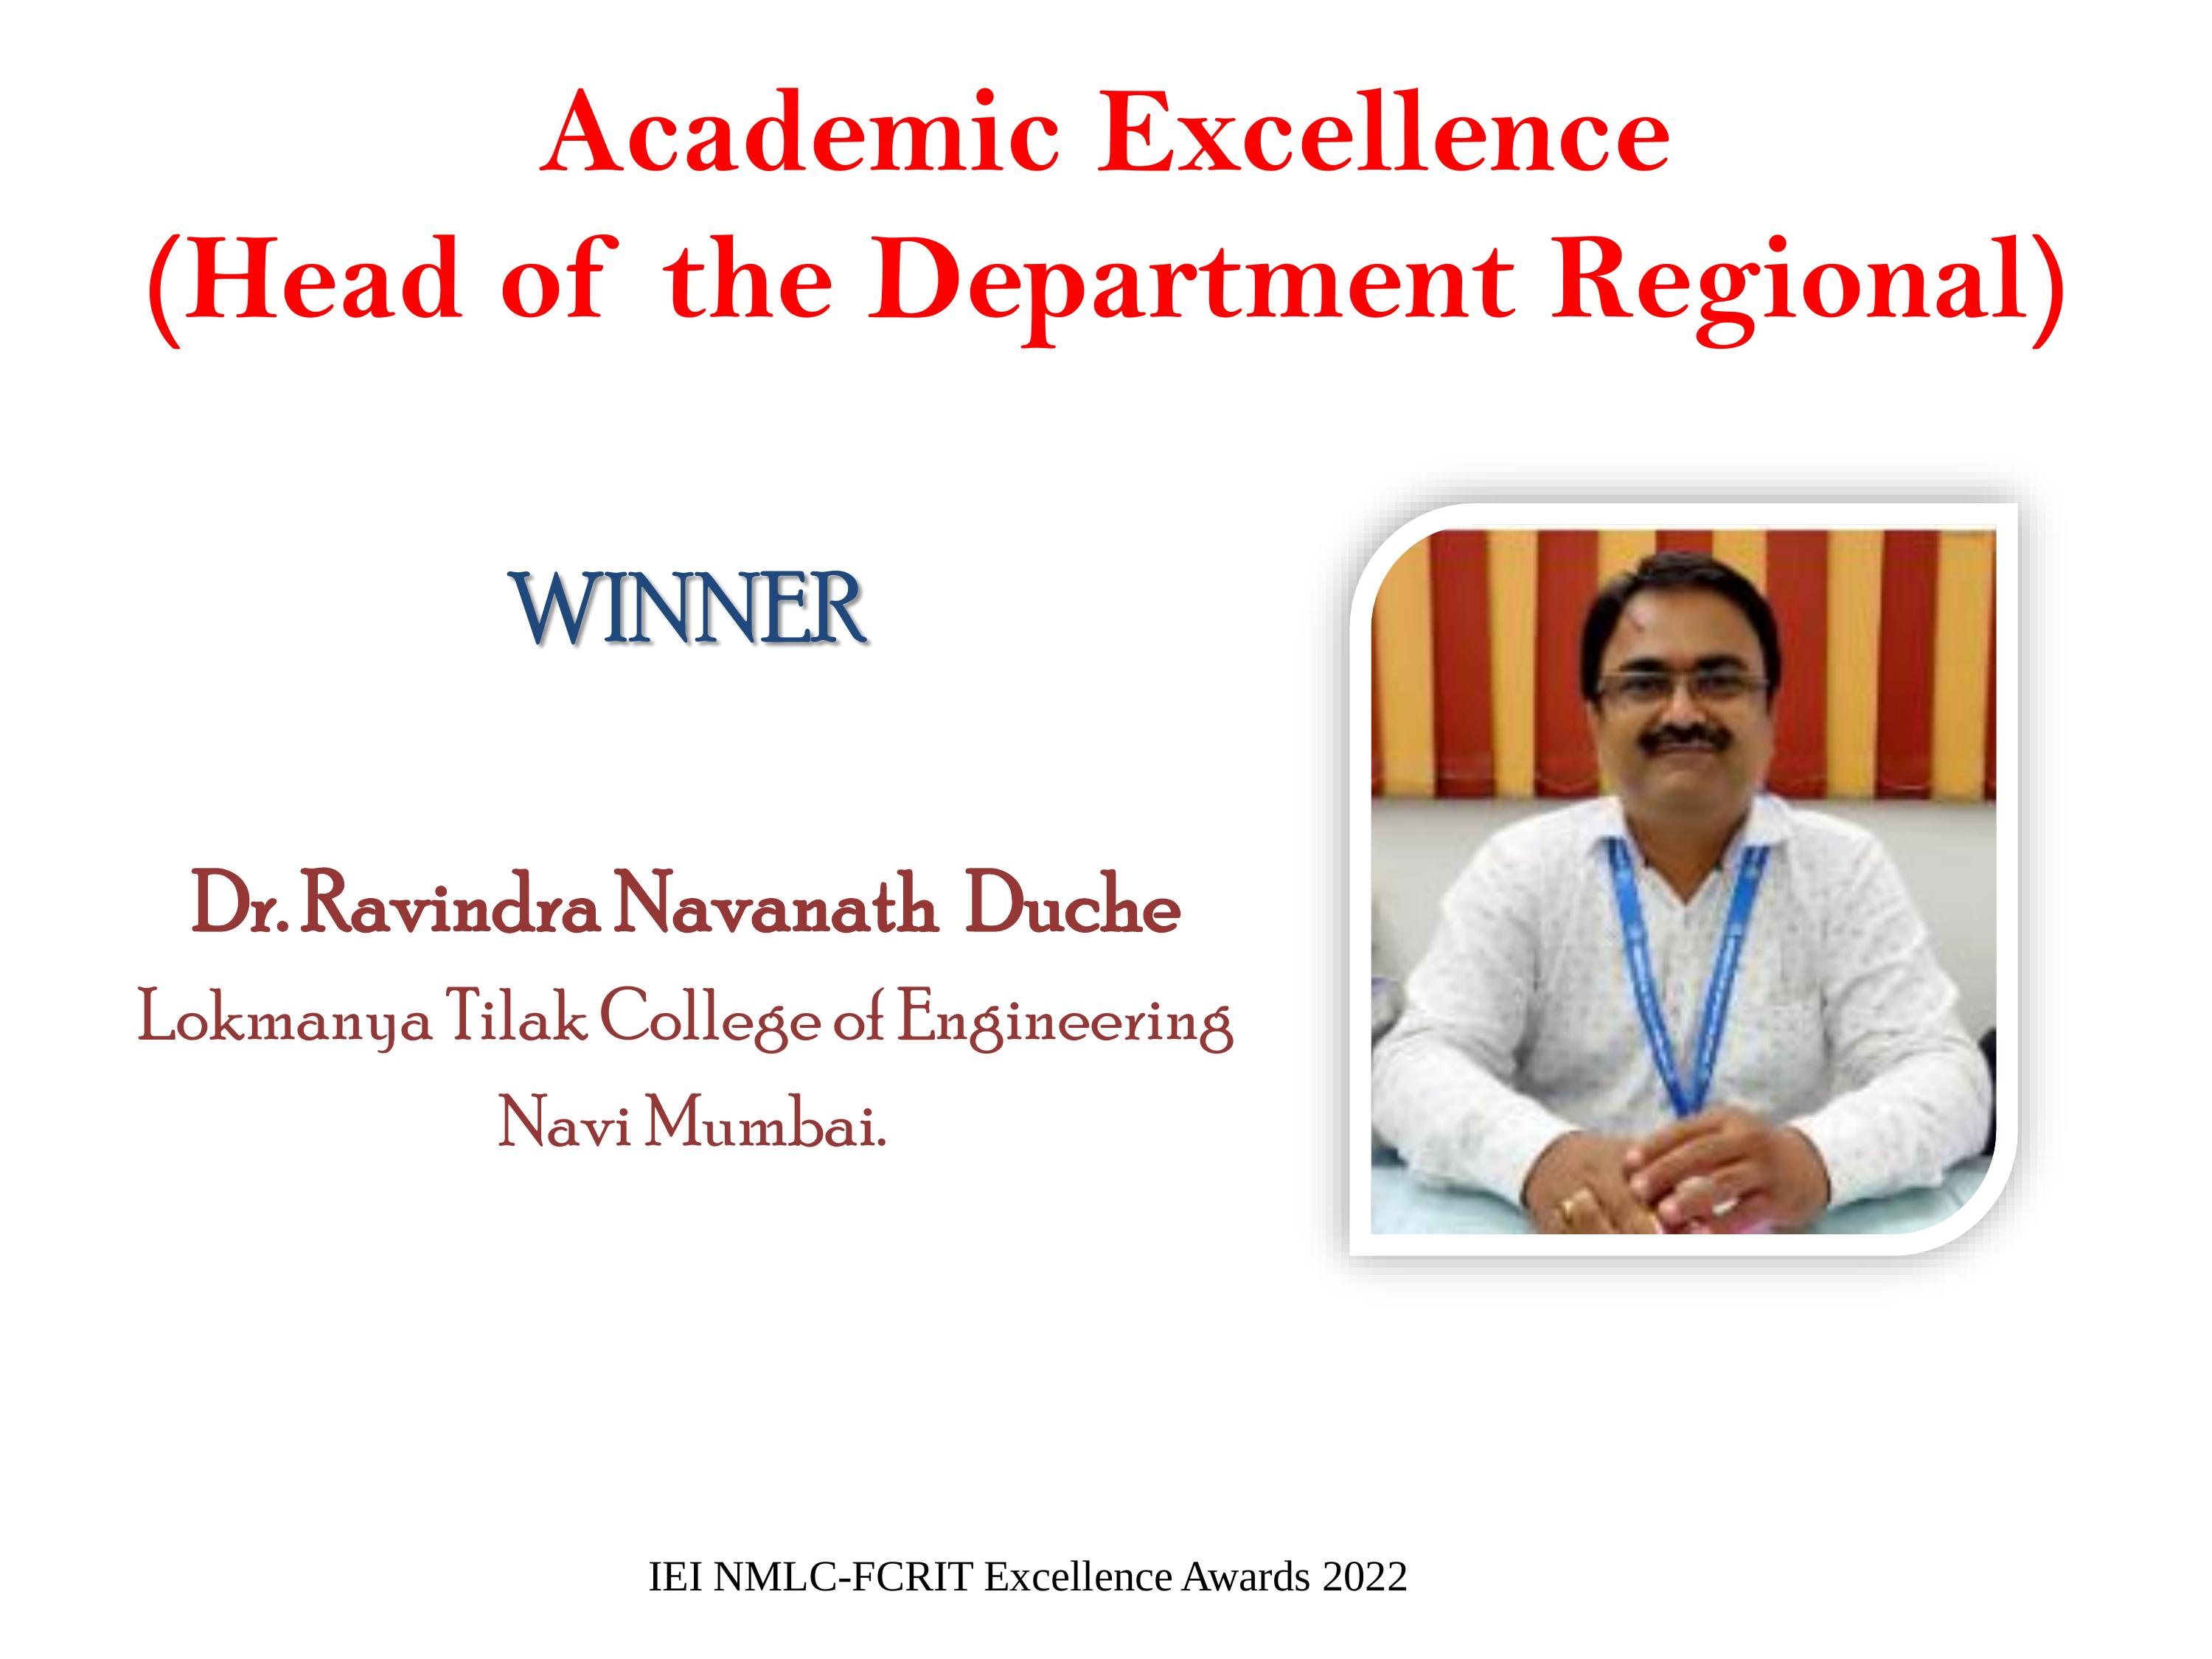 Academic Excellence
(Head of the Department Regional)
WINNER
Dr. Ravindra Navanath Duche
Lokmanya Tilak College of Engineering
Navi Mumbai.
IEI NMLC-FCRIT Excellence Awards 2022